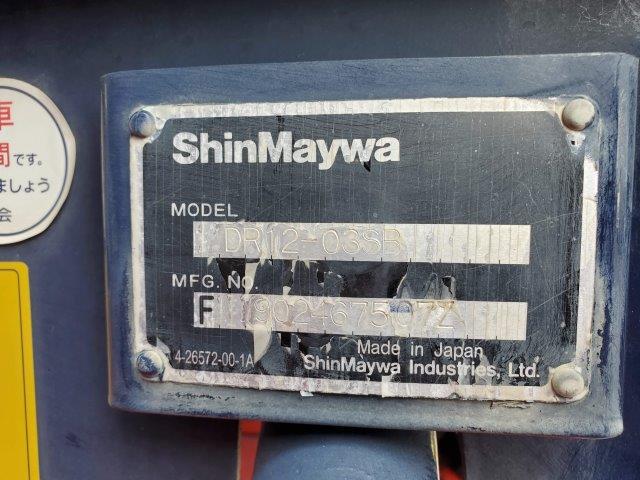 車
間です。
ましょう
会
ShinMaywa
MODEL
DR12-03SB
MFG. NO.
F 1902467507Z
4-26572-00-1A
Made in Japan
ShinMaywa Industries, Ltd.